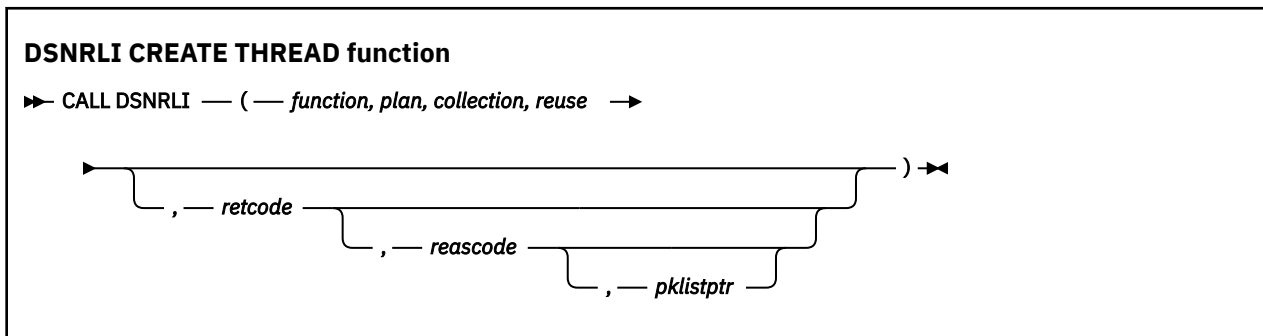 DSNRLI CREATE THREAD function
CALL DSNRLI ( function, plan, collection, reuse
)
, retcode
, reascode
, pklistptr